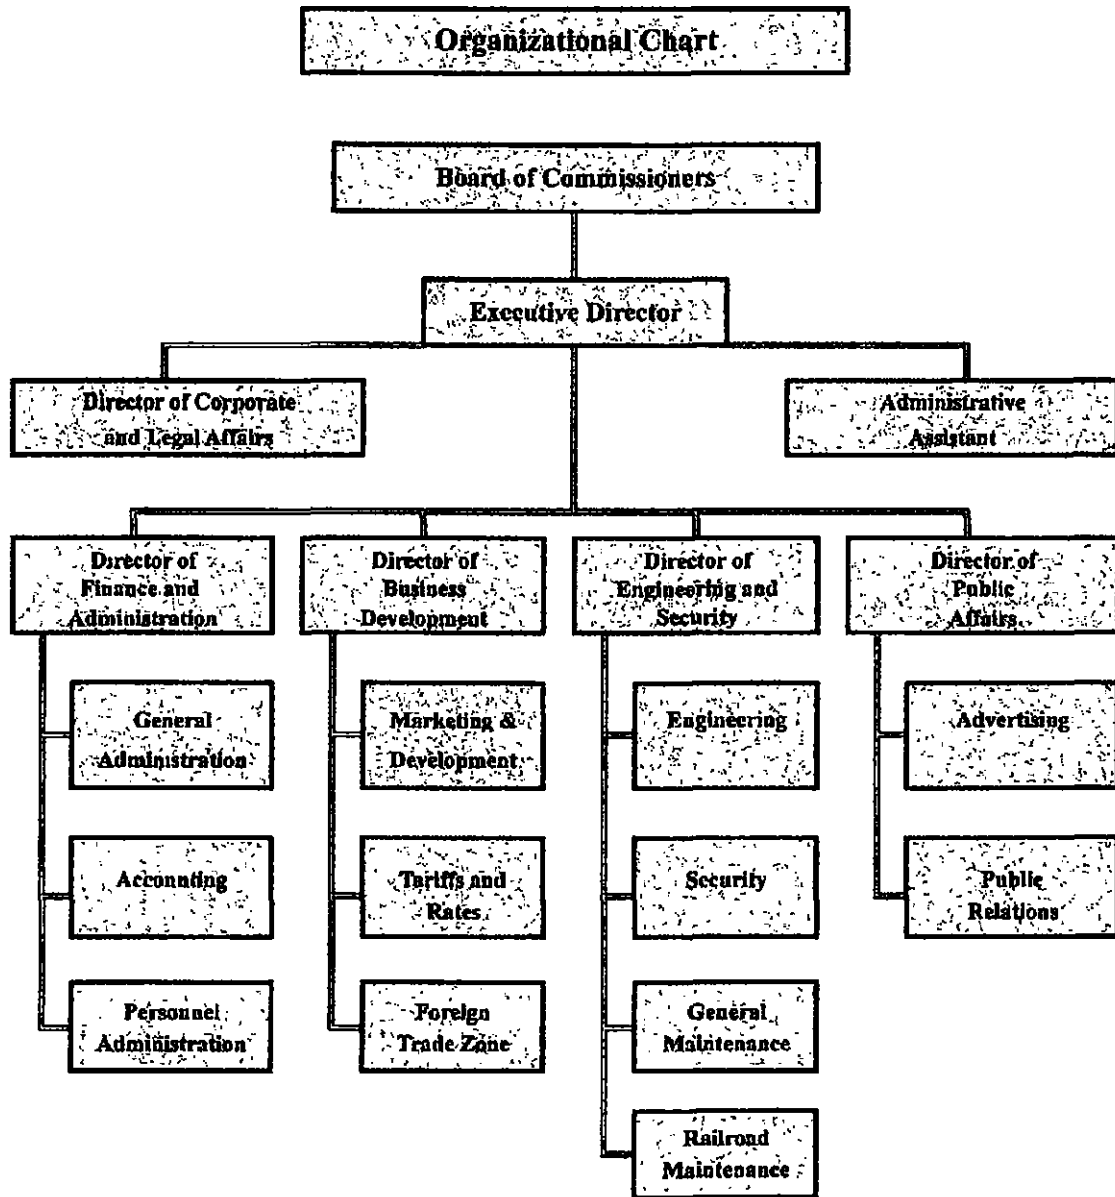 Organizational Chart
Board of Commissioners
Executive Director
Director of Corporate
and Legal Affairs
Administrative
Assistant
Director of
Finance and
Administration
Director of
Business
Development
Director of
Engineering and
Security
Director of
Public
Affairs
General
Administration
Marketing &
Development
Engineering
Advertising
Accounting
Tariffs and
Rates
Security
Public
Relations
Personnel
Administration
Foreign
Trade Zone
General
Maintenance
Railroad
Maintenance